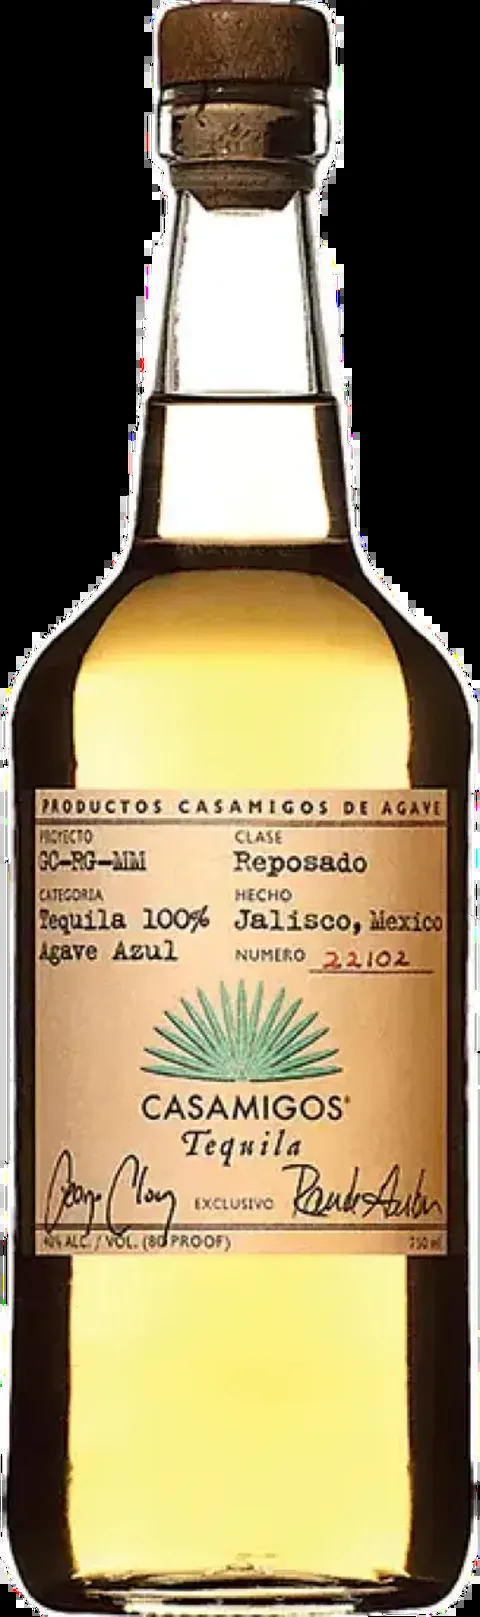 PRODUCTOS CASAMIGOS DE AGAVE
PROYECTO CLASE
GC-RG-MM Reposado
CATEGORIA HECHO
Tequila 100% Jalisco, Mexico
Agave Azul NUMERO 22102
CASAMIGOS®
Tequila
EXCLUSIVO
40% ALC. / VOL. (80 PROOF) 750 ml